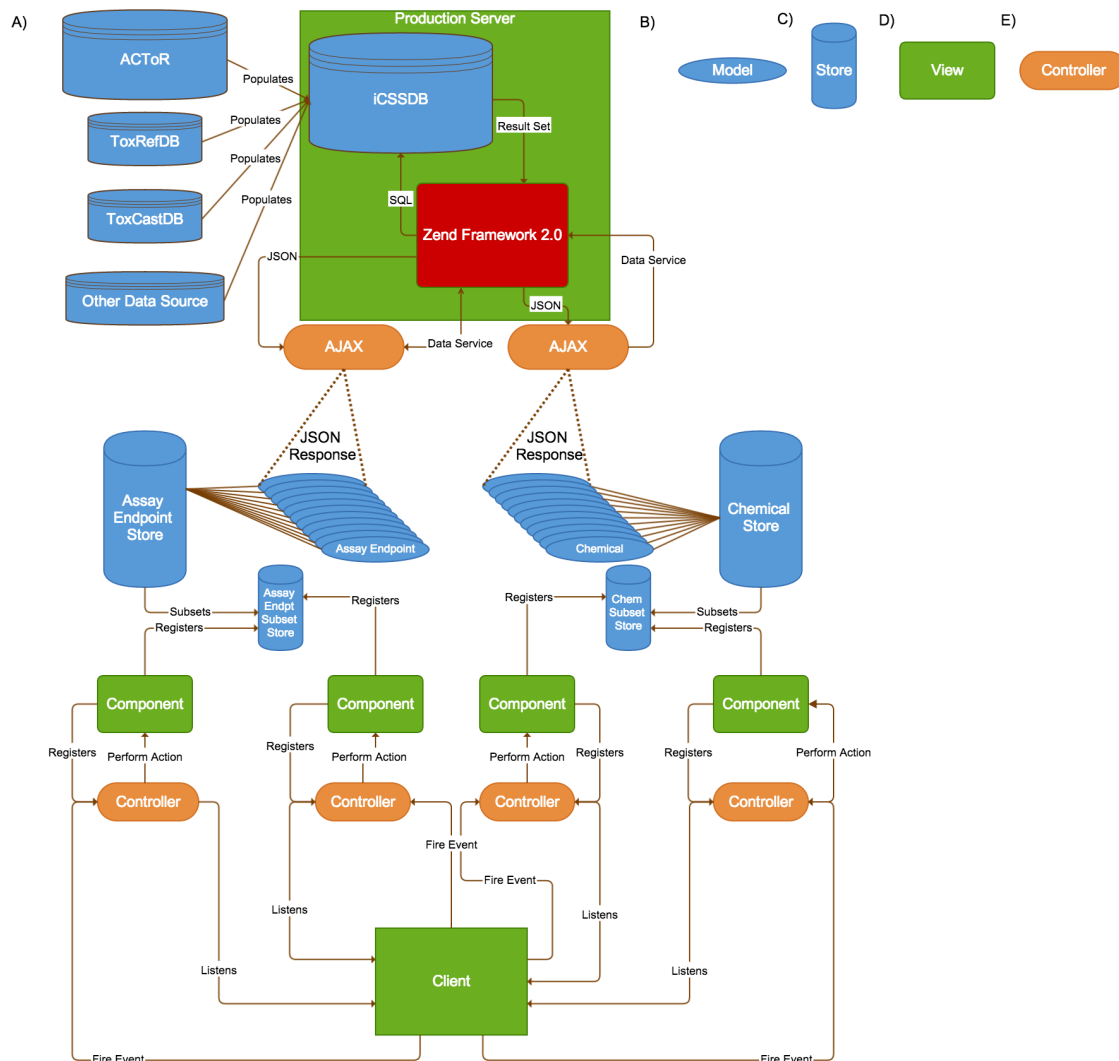 A)
Production Server
B)
C)
D)
E)
ACToR
Populates
iCSSDB
Model
Store
View
Controller
ToxRefDB
Populates
Result Set
Populates
ToxCastDB
Populates
SQL
Zend Framework 2.0
JSON
Data Service
Other Data Source
JSON
AJAX
Data Service
AJAX
JSON
Response
JSON
Response
Assay
Endpoint
Store
Chemical
Store
Assay Endpoint
Chemical
Assay
Endpt
Subset
Store
Chem
Subset
Store
Registers
Registers
Subsets
Subsets
Registers
Registers
Component
Component
Component
Component
Registers
Perform Action
Registers
Perform Action
Perform Action
Registers
Registers
Perform Action
Controller
Controller
Controller
Controller
Fire Event
Fire Event
Listens
Listens
Listens
Listens
Client
Fire Event
Fire Event